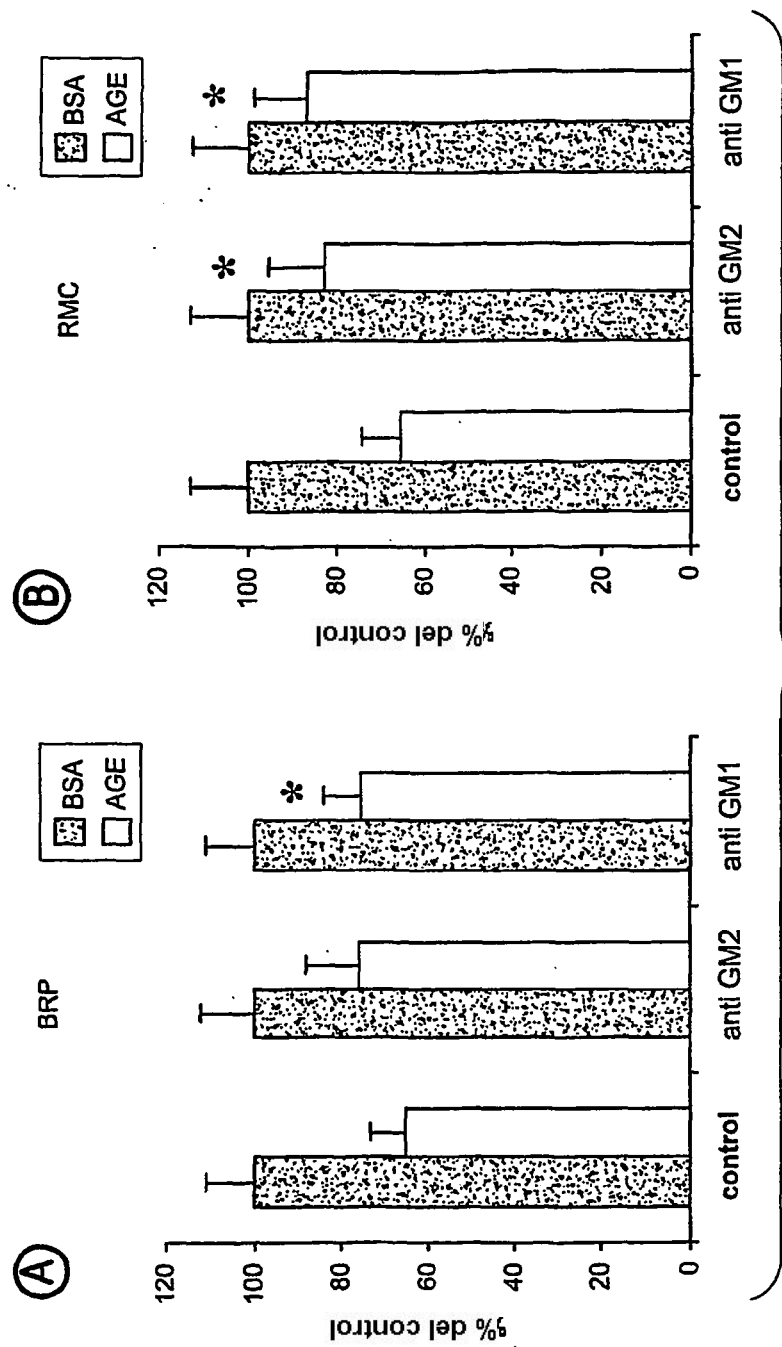 A
BRP
BSA
AGE
% del control
120
100
80
60
40
20
0
control
anti GM2
anti GM1
*
B
RMC
BSA
AGE
% del control
120
100
80
60
40
20
0
control
anti GM2
anti GM1
*
*